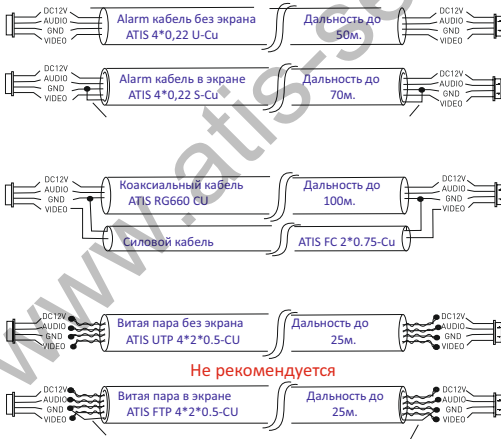 DC12V AUDIO GND VIDEO
Alarm кабель без экрана
ATIS 4*0,22 U-Cu
Дальность до
50м.
DC12V AUDIO GND VIDEO
DC12V AUDIO GND VIDEO
Alarm кабель в экране
ATIS 4*0,22 S-Cu
Дальность до
70м.
DC12V AUDIO GND VIDEO
DC12V AUDIO GND VIDEO
Коаксиальный кабель
ATIS RG660 CU
Дальность до
100м.
DC12V AUDIO GND VIDEO
Силовой кабель
ATIS FC 2*0.75-Cu
DC12V AUDIO GND VIDEO
Витая пара без экрана
ATIS UTP 4*2*0.5-CU
Дальность до
25м.
DC12V AUDIO GND VIDEO
Не рекомендуется
DC12V AUDIO GND VIDEO
Витая пара в экране
ATIS FTP 4*2*0.5-CU
Дальность до
25м.
DC12V AUDIO GND VIDEO
www.atis-se